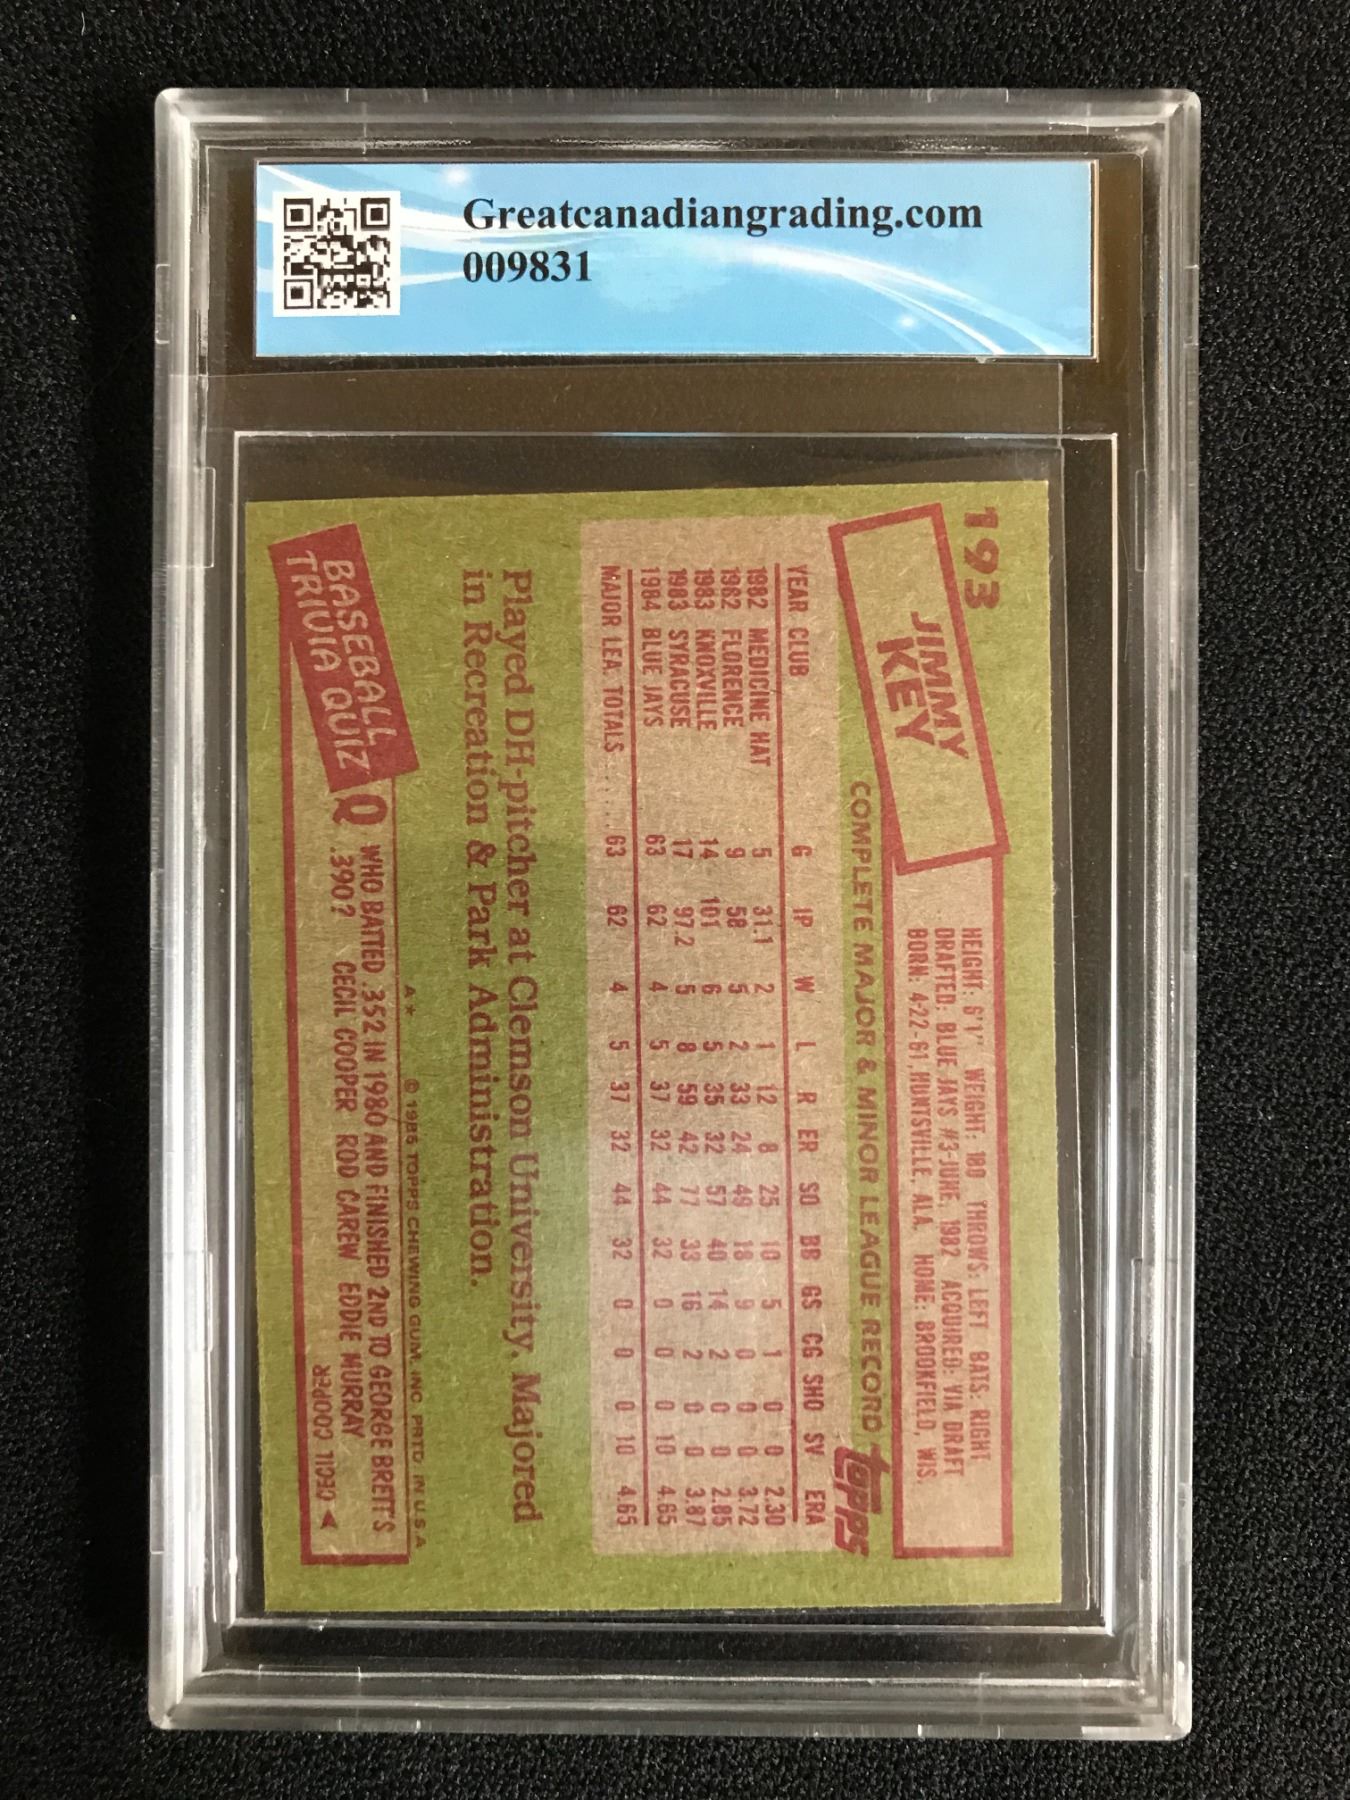 Greatcanadiangrading.com
009831
193
JIMMY
KEY
HEIGHT: 6'1" WEIGHT: 180 THROWS: LEFT BATS: RIGHT
DRAFTED: BLUE JAYS #3-JUNE, 1982 ACQUIRED: VIA DRAFT
BORN: 4-22-61, HUNTSVILLE, ALA. HOME: BROOKFIELD, WIS.
COMPLETE MAJOR & MINOR LEAGUE RECORD topps
YEAR CLUB G IP W L R ER SO BB GS CG SHO SV ERA
1982 MEDICINE HAT 5 31.1 2 1 12 8 25 10 5 1 0 0 2.30
1982 FLORENCE 9 58 5 2 33 24 49 18 9 0 0 0 3.72
1983 KNOXVILLE 14 101 6 5 35 32 57 40 14 2 0 0 2.85
1983 SYRACUSE 17 97.2 5 8 59 42 77 33 16 2 0 0 3.87
1984 BLUE JAYS 63 62 4 5 37 32 44 32 0 0 0 10 4.65
MAJOR LEA. TOTALS ...... 63 62 4 5 37 32 44 32 0 0 0 10 4.65
Played DH-pitcher at Clemson University. Majored
in Recreation & Park Administration.
A* © 1985 TOPPS CHEWING GUM, INC. PRTD. IN U.S.A.
BASEBALL
TRIVIA QUIZ
Q WHO BATTED .352 IN 1980 AND FINISHED 2ND TO GEORGE BRETT'S
.390? CECIL COOPER ROD CAREW EDDIE MURRAY
CECIL COOPER